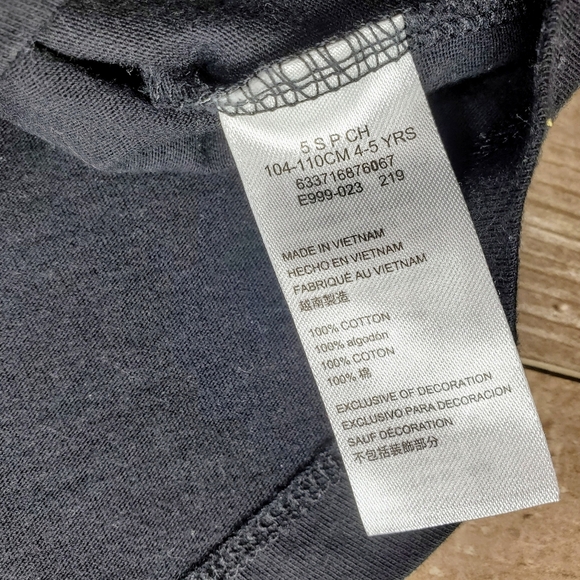 5 S P CH
104-110CM 4-5 YRS
633716876067
E999-023 219
MADE IN VIETNAM
HECHO EN VIETNAM
FABRIQUÉ AU VIETNAM
越南製造
100% COTTON
100% algodón
100% COTON
100% 棉
EXCLUSIVE OF DECORATION
EXCLUSIVO PARA DECORACION
SAUF DÉCORATION
不包括裝飾部分